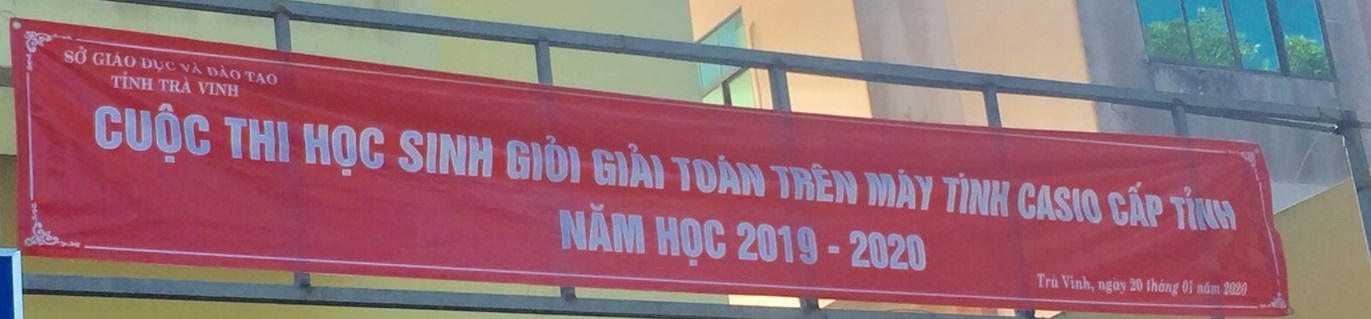 SỞ GIÁO DỤC VÀ ĐÀO TẠO
TỈNH TRÀ VINH
CUỘC THI HỌC SINH GIỎI GIẢI TOÁN TRÊN MÁY TÍNH CASIO CẤP TỈNH
NĂM HỌC 2019 - 2020
Trà Vinh, ngày 20 tháng 01 năm 2020